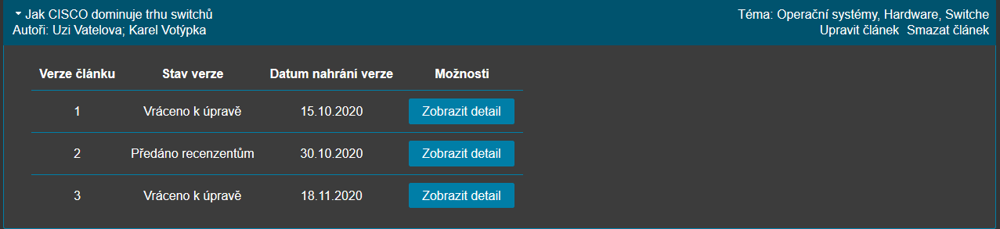 Jak CISCO dominuje trhu switchů
Téma: Operační systémy, Hardware, Switche
Autoři: Uzi Vatelova; Karel Votýpka
Upravit článek Smazat článek
Verze článku Stav verze Datum nahrání verze Možnosti
1 Vráceno k úpravě 15.10.2020 Zobrazit detail
2 Předáno recenzentům 30.10.2020 Zobrazit detail
3 Vráceno k úpravě 18.11.2020 Zobrazit detail